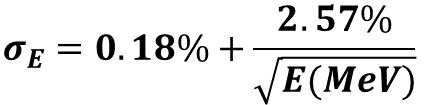 σ_E = 0.18% + 2.57% / √E(MeV)